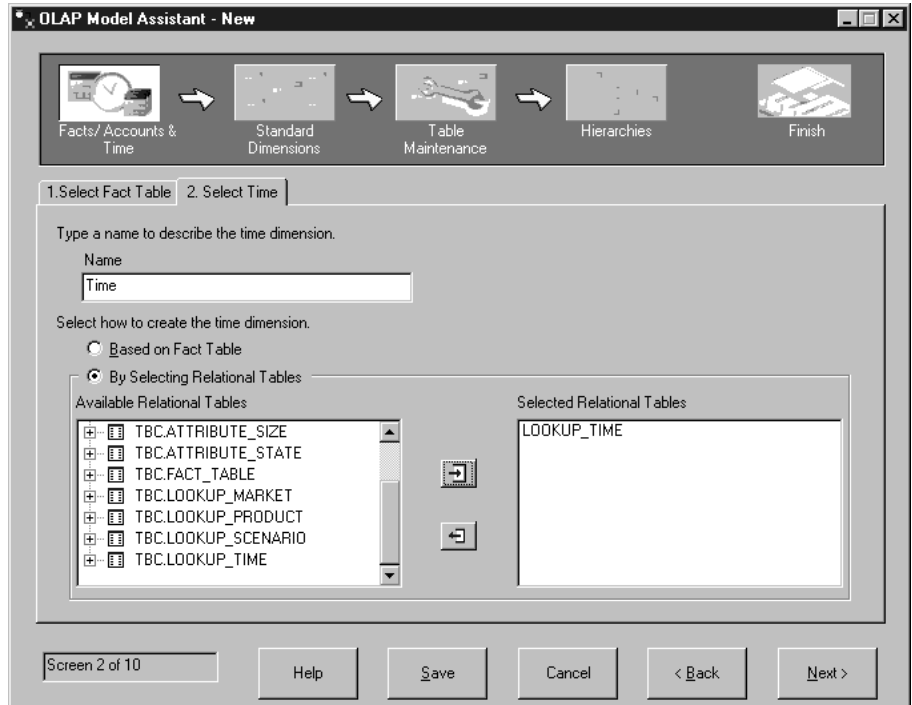 OLAP Model Assistant - New
Facts/Accounts & Time
Standard Dimensions
Table Maintenance
Hierarchies
Finish
1.Select Fact Table
2. Select Time
Type a name to describe the time dimension.
Name
Time
Select how to create the time dimension.
Based on Fact Table
By Selecting Relational Tables
Available Relational Tables
TBC.ATTRIBUTE_SIZE
TBC.ATTRIBUTE_STATE
TBC.FACT_TABLE
TBC.LOOKUP_MARKET
TBC.LOOKUP_PRODUCT
TBC.LOOKUP_SCENARIO
TBC.LOOKUP_TIME
Selected Relational Tables
LOOKUP_TIME
Screen 2 of 10
Help
Save
Cancel
< Back
Next >